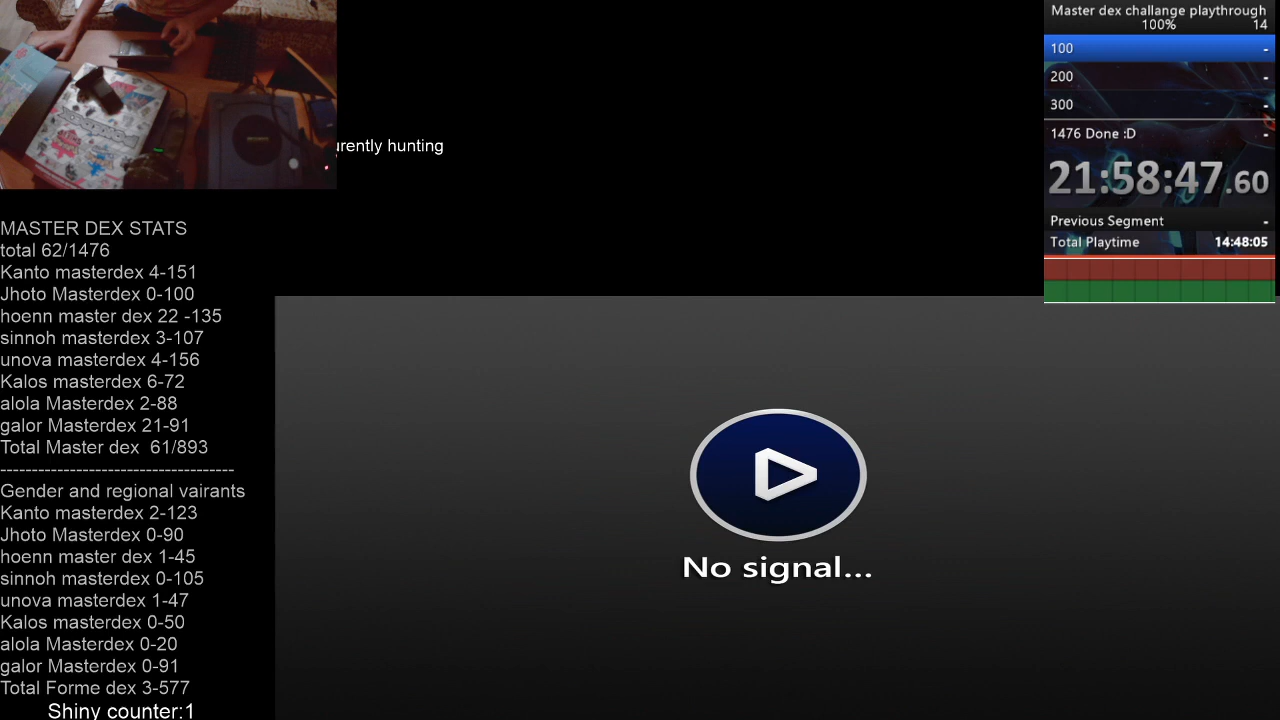 Master dex challange playthrough
100% 14
100 -
200 -
300 -
1476 Done :D -
21:58:47.60
Previous Segment -
Total Playtime 14:48:05
urently hunting
MASTER DEX STATS
total 62/1476
Kanto masterdex 4-151
Jhoto Masterdex 0-100
hoenn master dex 22 -135
sinnoh masterdex 3-107
unova masterdex 4-156
Kalos masterdex 6-72
alola Masterdex 2-88
galor Masterdex 21-91
Total Master dex  61/893
------------------------------------
Gender and regional vairants
Kanto masterdex 2-123
Jhoto Masterdex 0-90
hoenn master dex 1-45
sinnoh masterdex 0-105
unova masterdex 1-47
Kalos masterdex 0-50
alola Masterdex 0-20
galor Masterdex 0-91
Total Forme dex 3-577
Shiny counter:1
No signal...